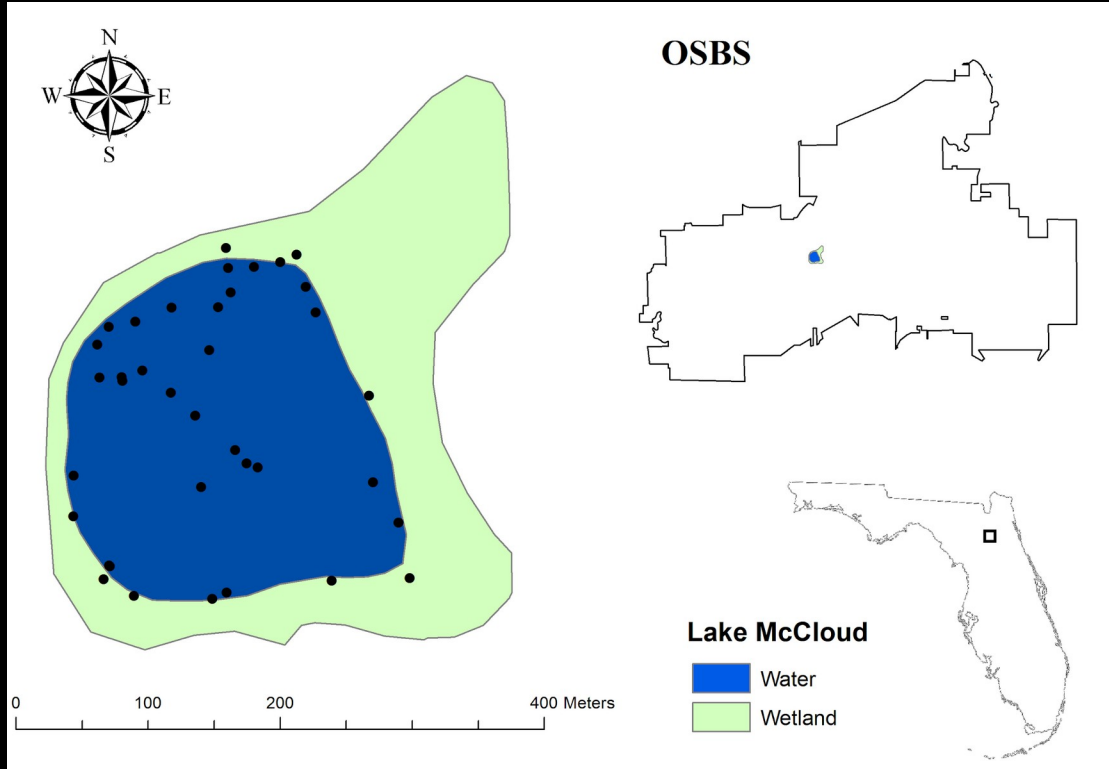 N
W E
S
OSBS
Lake McCloud
Water
Wetland
0 100 200 400 Meters